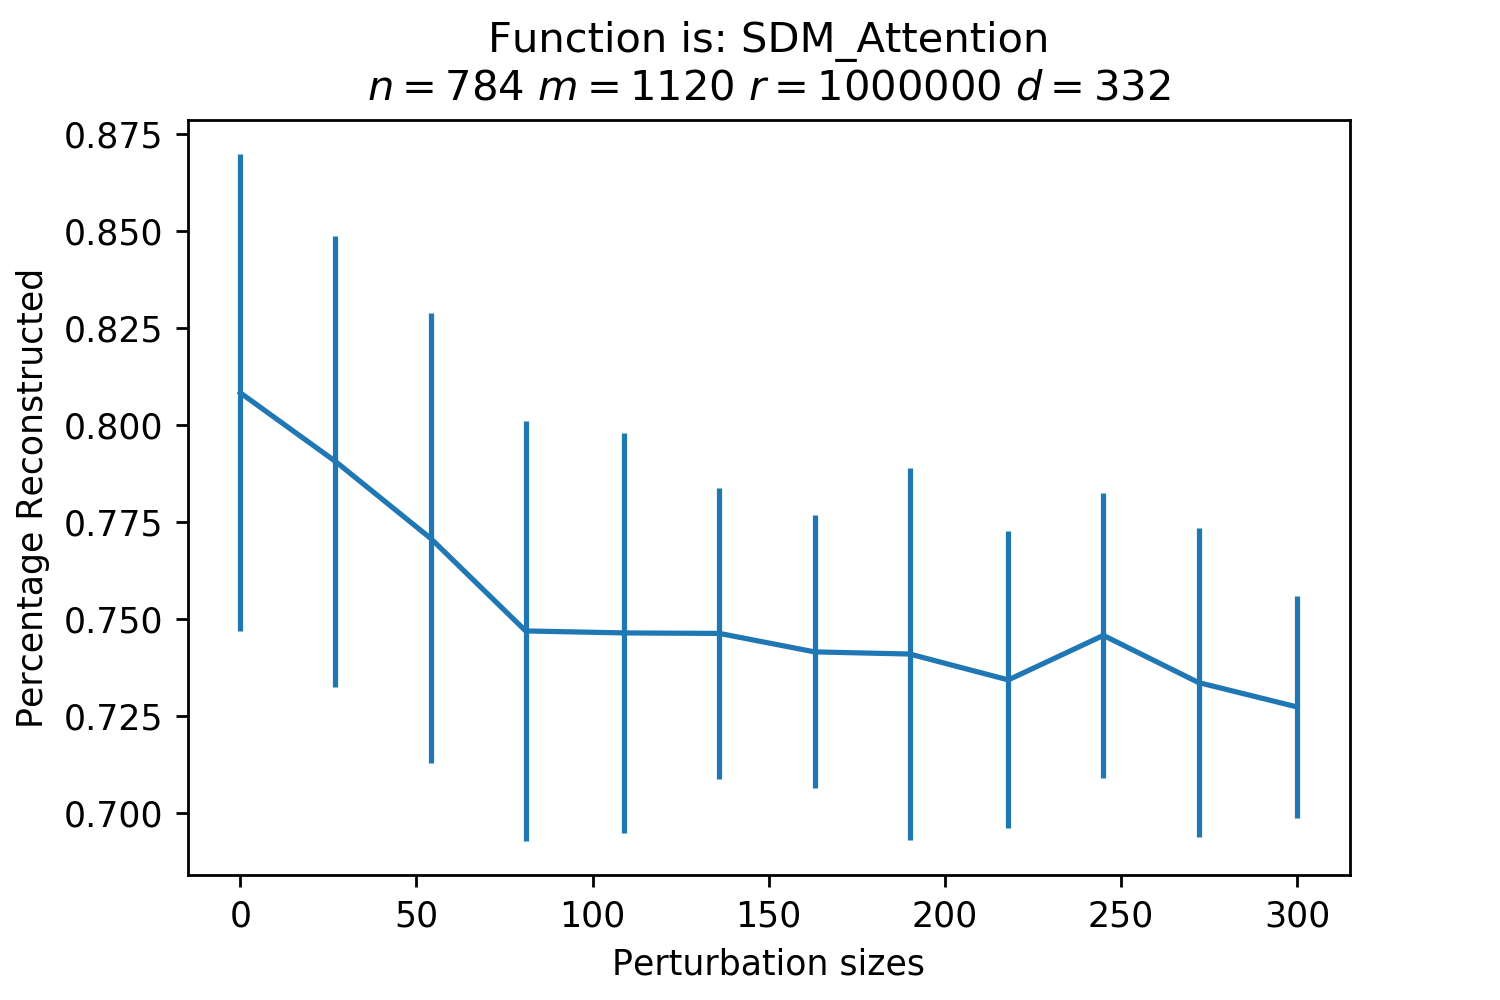 Function is: SDM_Attention
n = 784 m = 1120 r = 1000000 d = 332
Percentage Reconstructed
0.875
0.850
0.825
0.800
0.775
0.750
0.725
0.700
0 50 100 150 200 250 300
Perturbation sizes